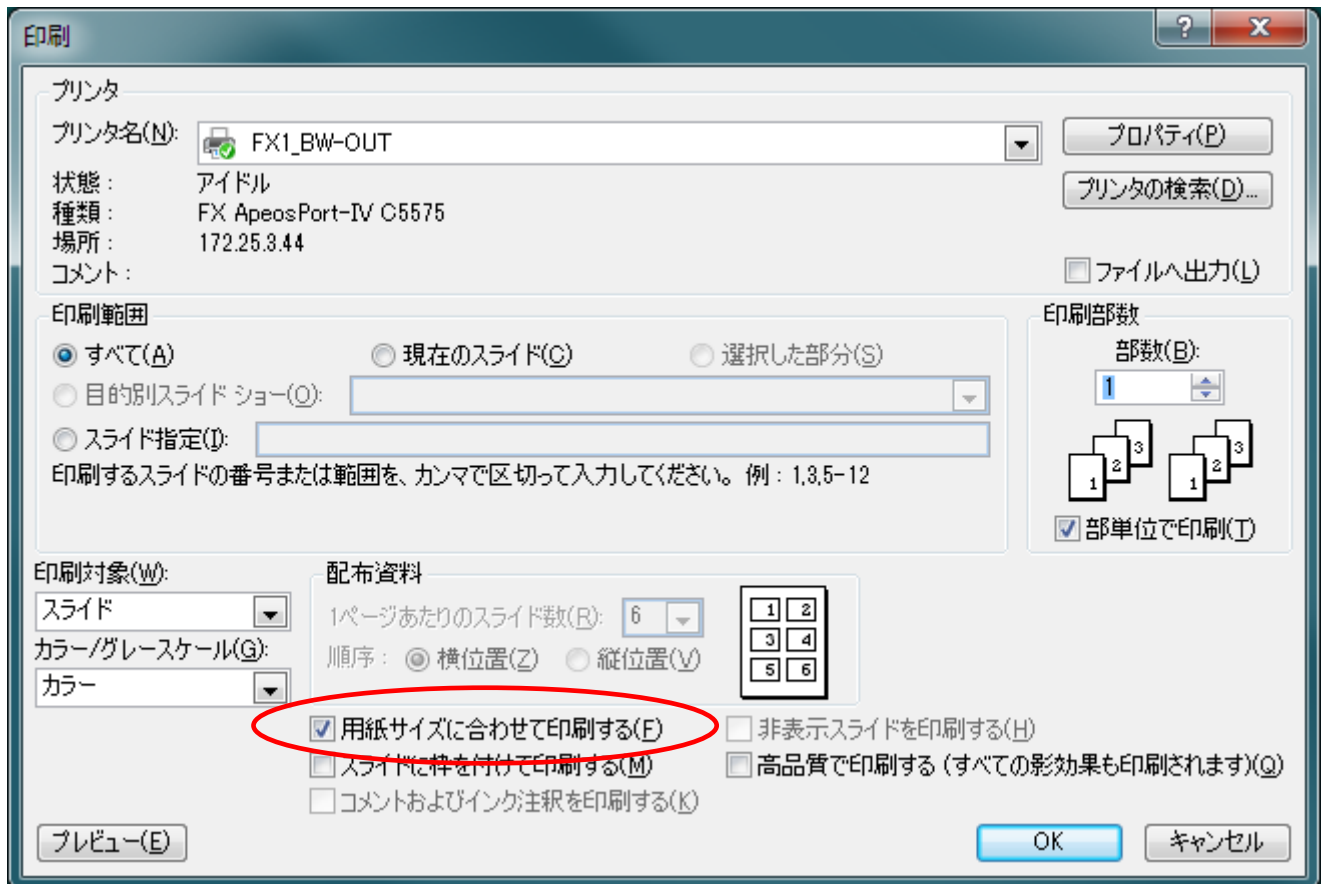 印刷
?
プリンタ
プリンタ名(N):
FX1_BW-OUT
プロパティ(P)
状態:
アイドル
プリンタの検索(D)...
種類:
FX ApeosPort-IV C5575
場所:
172.25.3.44
コメント:
ファイルへ出力(L)
印刷範囲
すべて(A)
現在のスライド(C)
選択した部分(S)
目的別スライド ショー(O):
スライド指定(I):
印刷するスライドの番号または範囲を、カンマで区切って入力してください。例:1,3,5-12
印刷部数
部数(B):
1
1 2 3
1 2 3
部単位で印刷(T)
印刷対象(W):
スライド
カラー/グレースケール(G):
カラー
配布資料
1ページあたりのスライド数(R):
6
順序:
横位置(Z)
縦位置(V)
1 2
3 4
5 6
用紙サイズに合わせて印刷する(F)
非表示スライドを印刷する(H)
スライドに枠を付けて印刷する(M)
高品質で印刷する (すべての影効果も印刷されます)(Q)
コメントおよびインク注釈を印刷する(K)
プレビュー(E)
OK
キャンセル